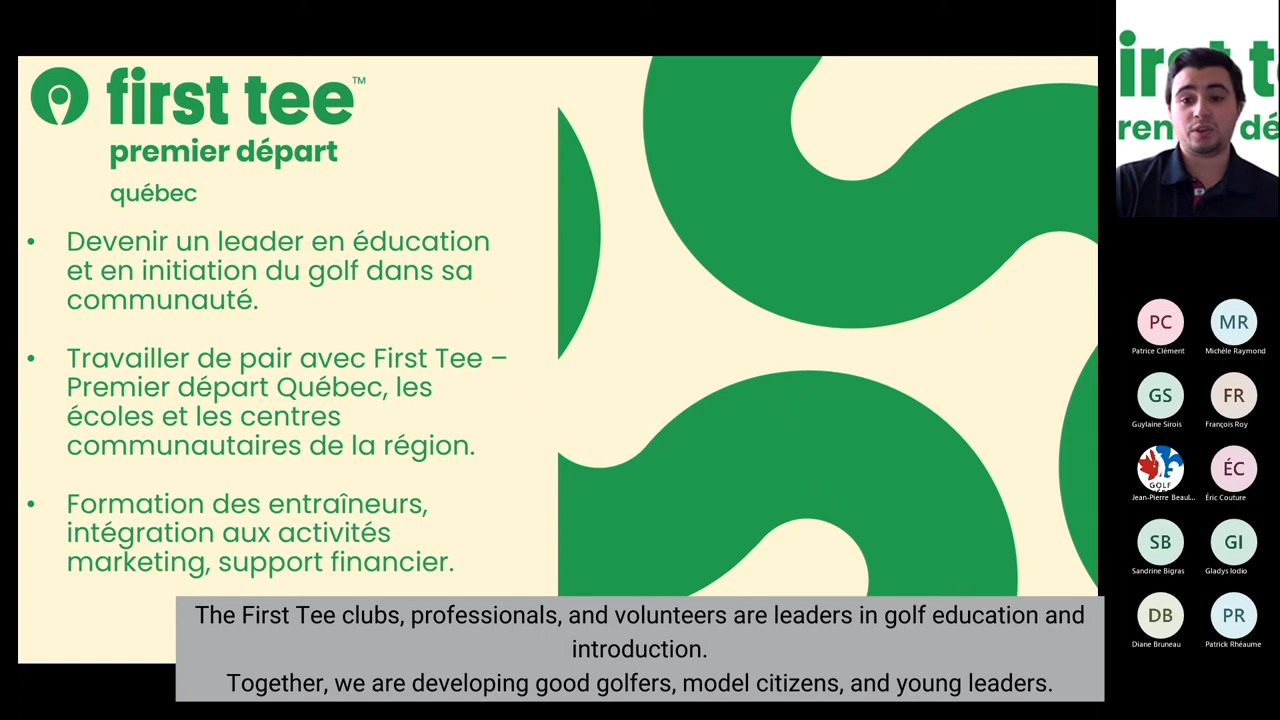 first tee™
premier départ
québec
• Devenir un leader en éducation
et en initiation du golf dans sa
communauté.
• Travailler de pair avec First Tee –
Premier départ Québec, les
écoles et les centres
communautaires de la région.
• Formation des entraîneurs,
intégration aux activités
marketing, support financier.
The First Tee clubs, professionals, and volunteers are leaders in golf education and
introduction.
Together, we are developing good golfers, model citizens, and young leaders.
PC MR
Patrice Clément Michèle Raymond
GS FR
Guylaine Sirois François Roy
GOLF ÉC
Jean-Pierre Beaul... Éric Couture
SB GI
Sandrine Bigras Gladys Iodio
DB PR
Diane Bruneau Patrick Rhéaume